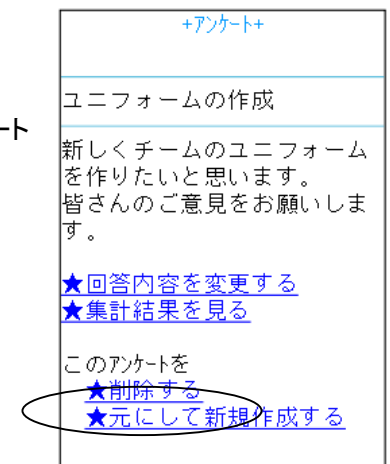 +ｱﾝｹｰﾄ+
ユニフォームの作成
ート
新しくチームのユニフォーム
を作りたいと思います。
皆さんのご意見をお願いしま
す。
★回答内容を変更する
★集計結果を見る
このｱﾝｹｰﾄを
★削除する
★元にして新規作成する